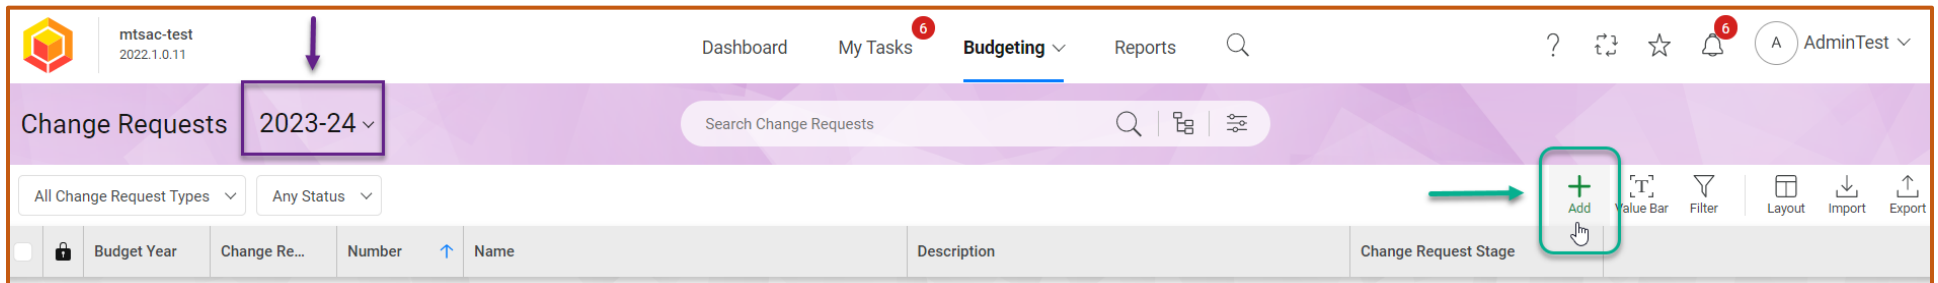 mtsac-test
2022.1.0.11
Dashboard My Tasks 6 Budgeting Reports ? 6 A AdminTest
Change Requests 2023-24 Search Change Requests
All Change Request Types Any Status Add Value Bar Filter Layout Import Export
Budget Year Change Re... Number Name Description Change Request Stage